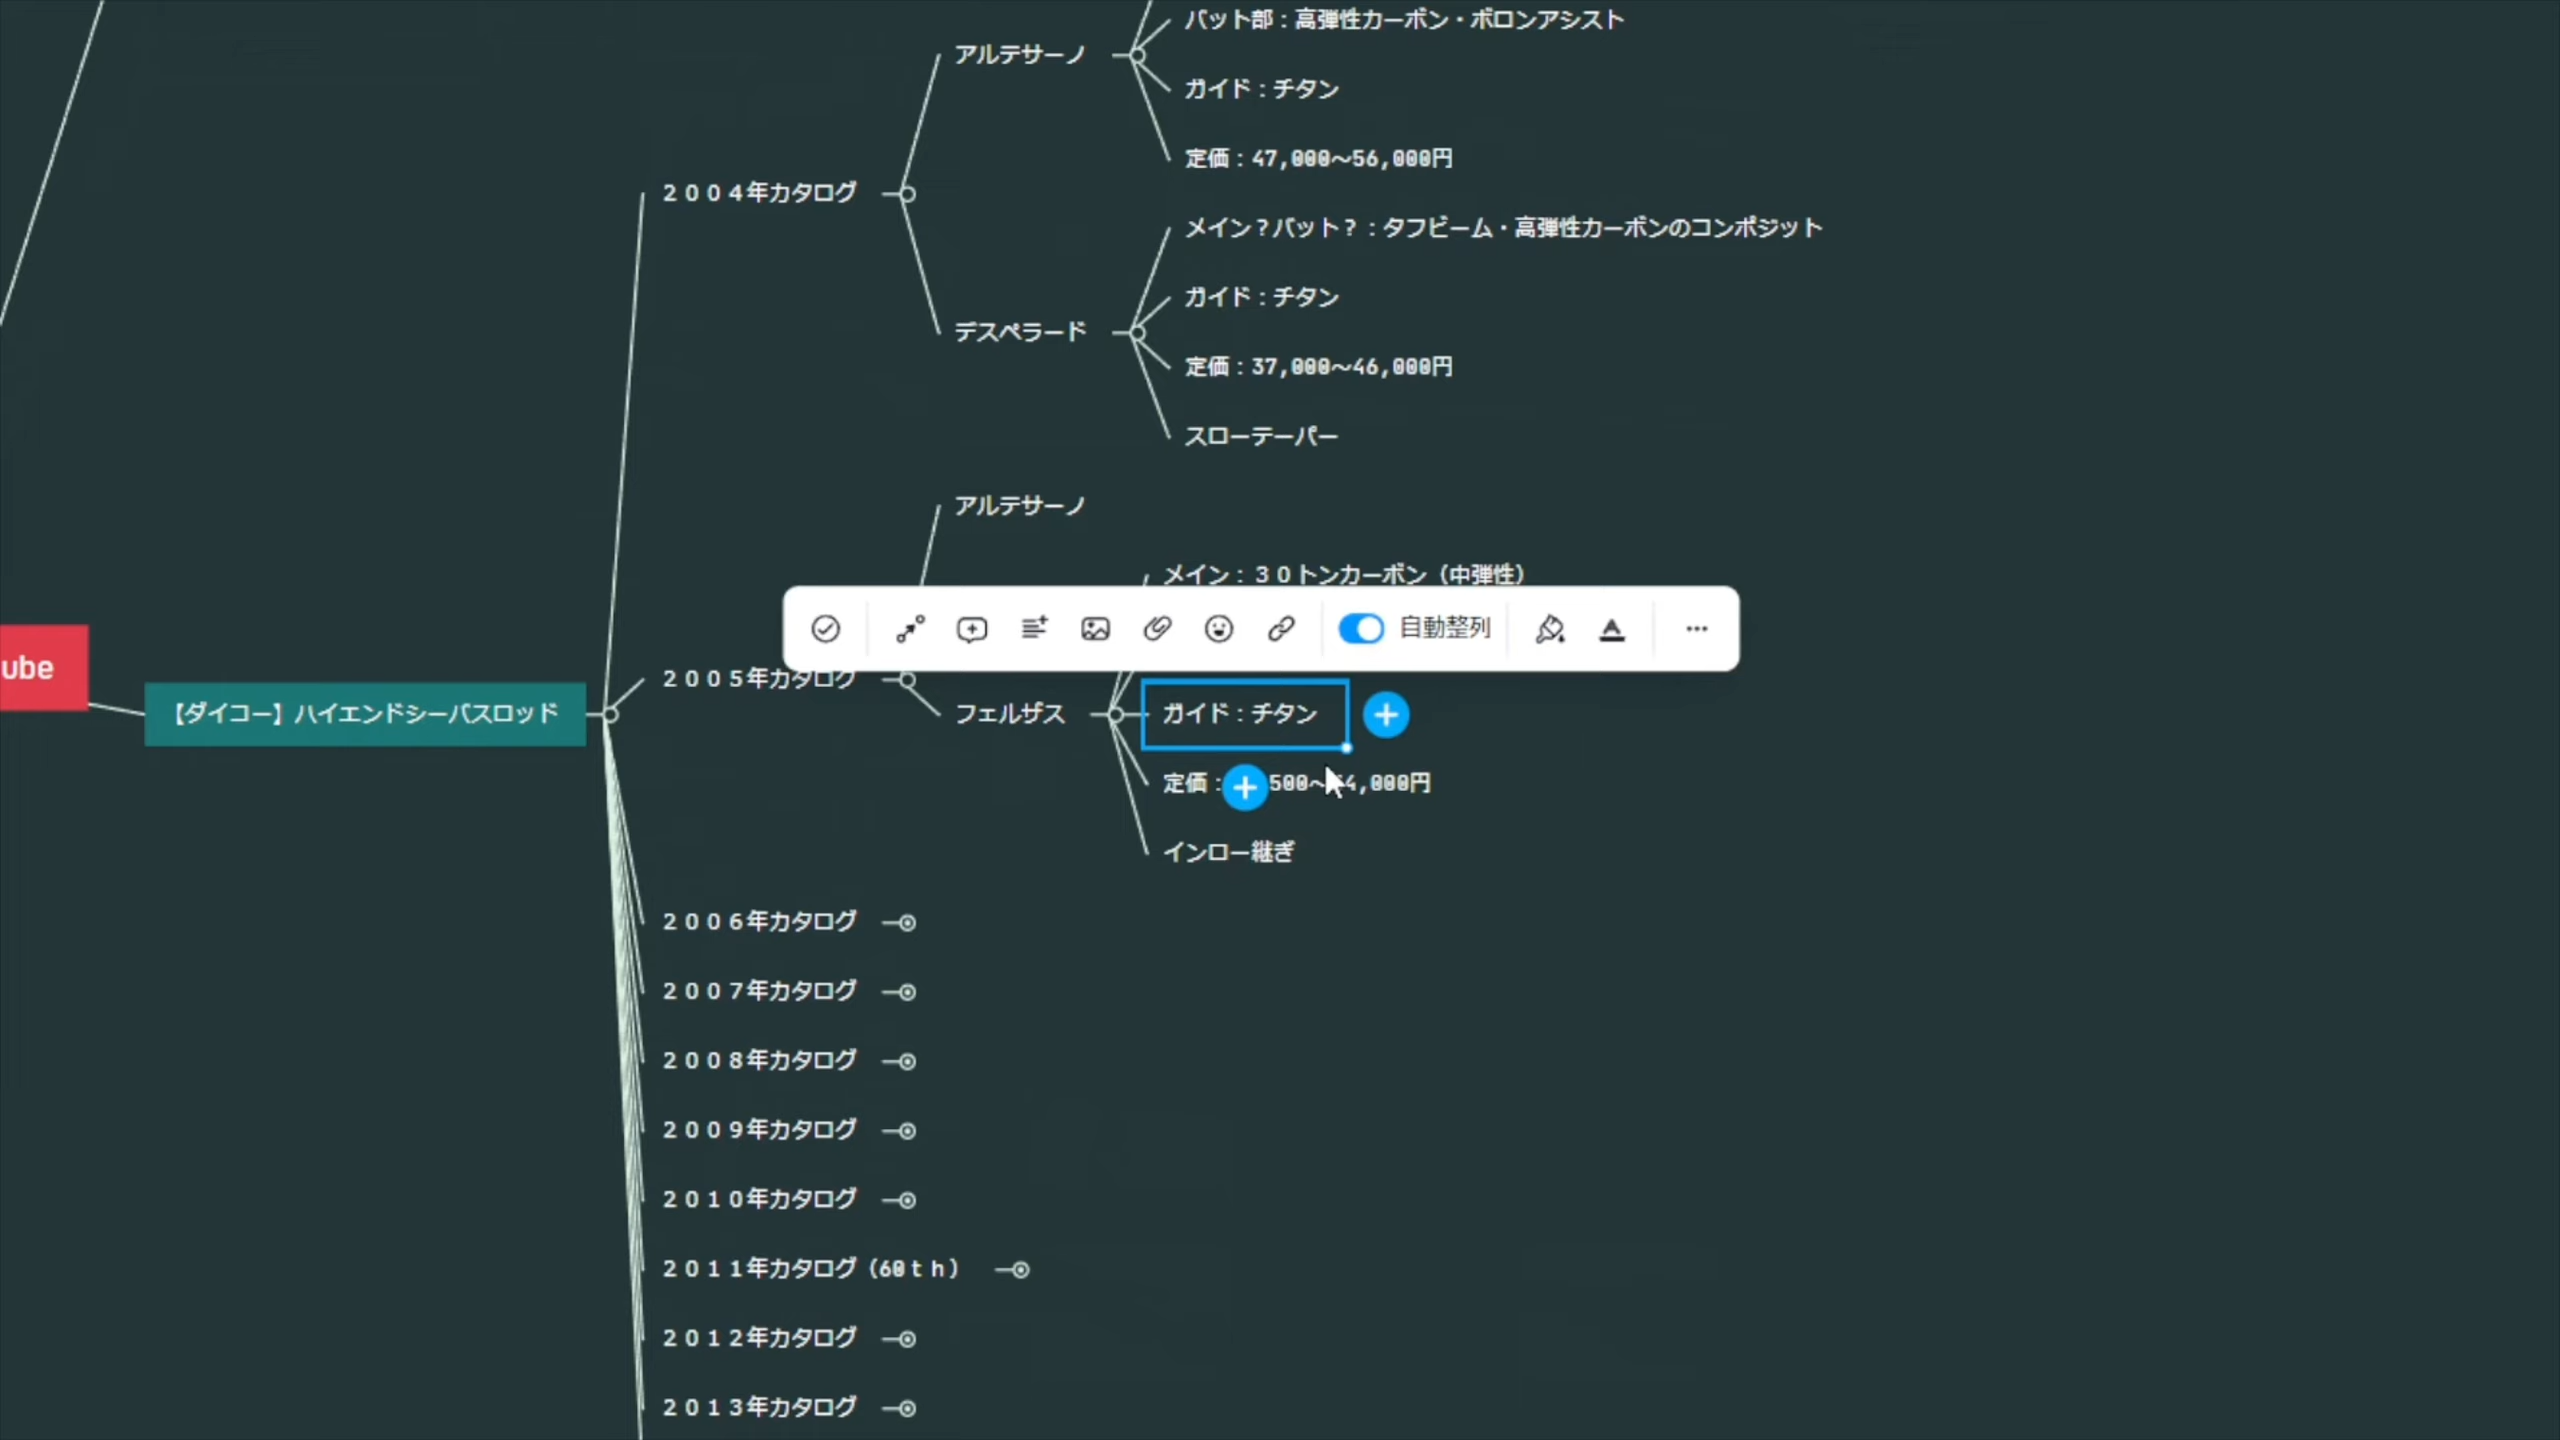 バット部：高弾性カーボン・ボロンアシスト
アルテサーノ
ガイド：チタン
定価：47,000～56,000円
２００４年カタログ
メイン？バット？：タフビーム・高弾性カーボンのコンポジット
ガイド：チタン
デスペラード
定価：37,000～46,000円
スローテーパー
アルテサーノ
メイン：３０トンカーボン（中弾性）
自動整列
ube
２００５年カタログ
【ダイコー】ハイエンドシーバスロッド
フェルザス
ガイド：チタン
定価：500～4,000円
インロー継ぎ
２００６年カタログ
２００７年カタログ
２００８年カタログ
２００９年カタログ
２０１０年カタログ
２０１１年カタログ（60ｔｈ）
２０１２年カタログ
２０１３年カタログ